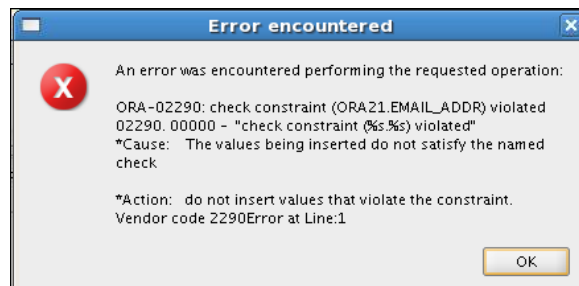 Error encountered
An error was encountered performing the requested operation:
ORA-02290: check constraint (ORA21.EMAIL_ADDR) violated
02290. 00000 - "check constraint (%s.%s) violated"
*Cause: The values being inserted do not satisfy the named
check
*Action: do not insert values that violate the constraint.
Vendor code 2290Error at Line:1
OK